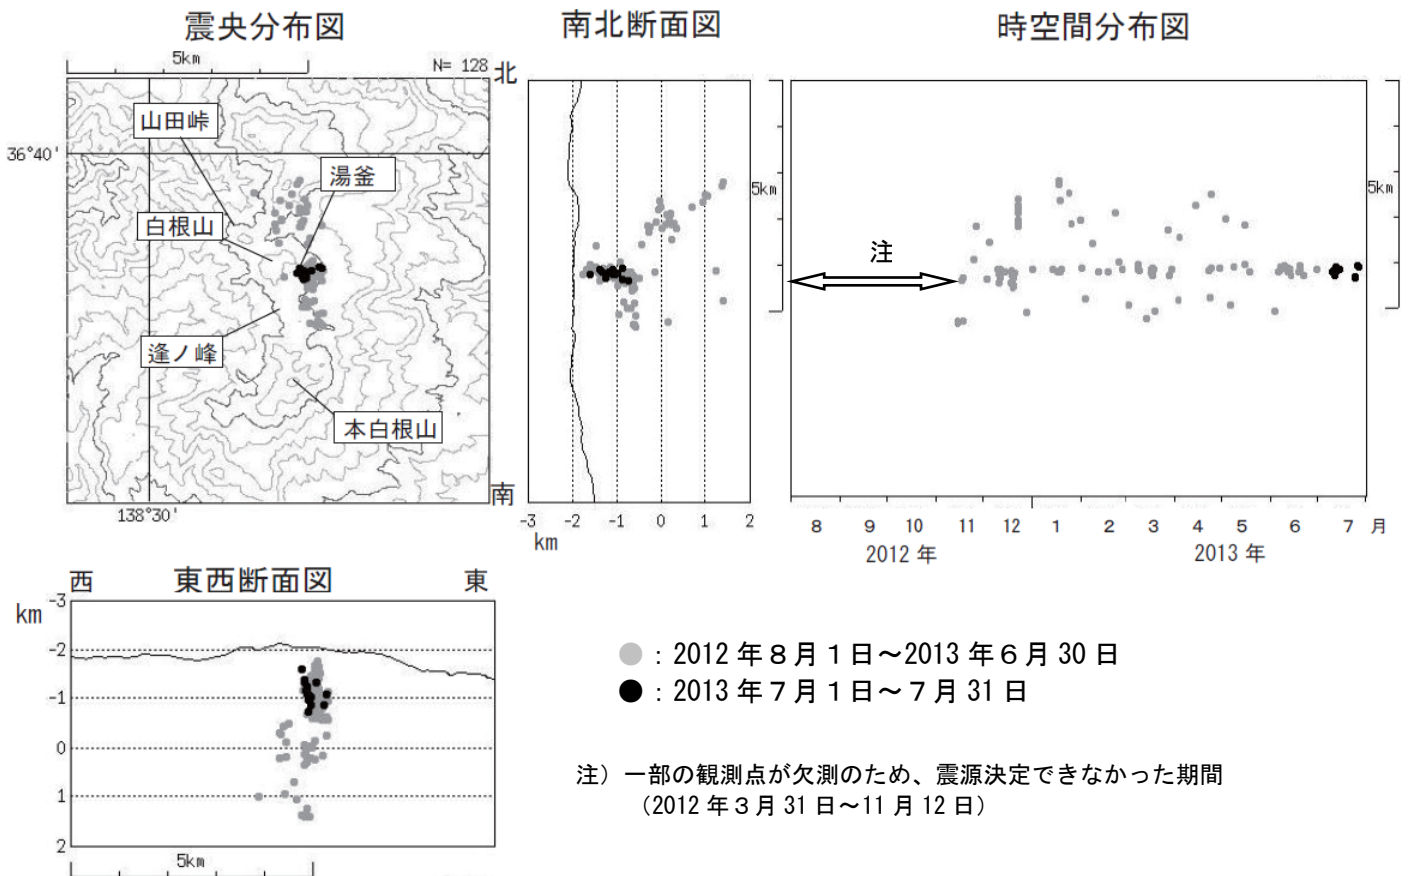 震央分布図
南北断面図
時空間分布図
5km
N= 128
北
山田峠
36°40'
湯釜
白根山
逢ノ峰
本白根山
南
138°30'
5km
-3 -2 -1 0 1 2
km
注
5km
8 9 10 11 12 1 2 3 4 5 6 7 月
2012 年
2013 年
西
東西断面図
東
km
-3
-2
-1
0
1
2
5km
:2012 年8月1日～2013 年6月 30 日
:2013 年7月1日～7月 31 日
注)一部の観測点が欠測のため、震源決定できなかった期間
(2012 年3月 31 日～11 月 12 日)